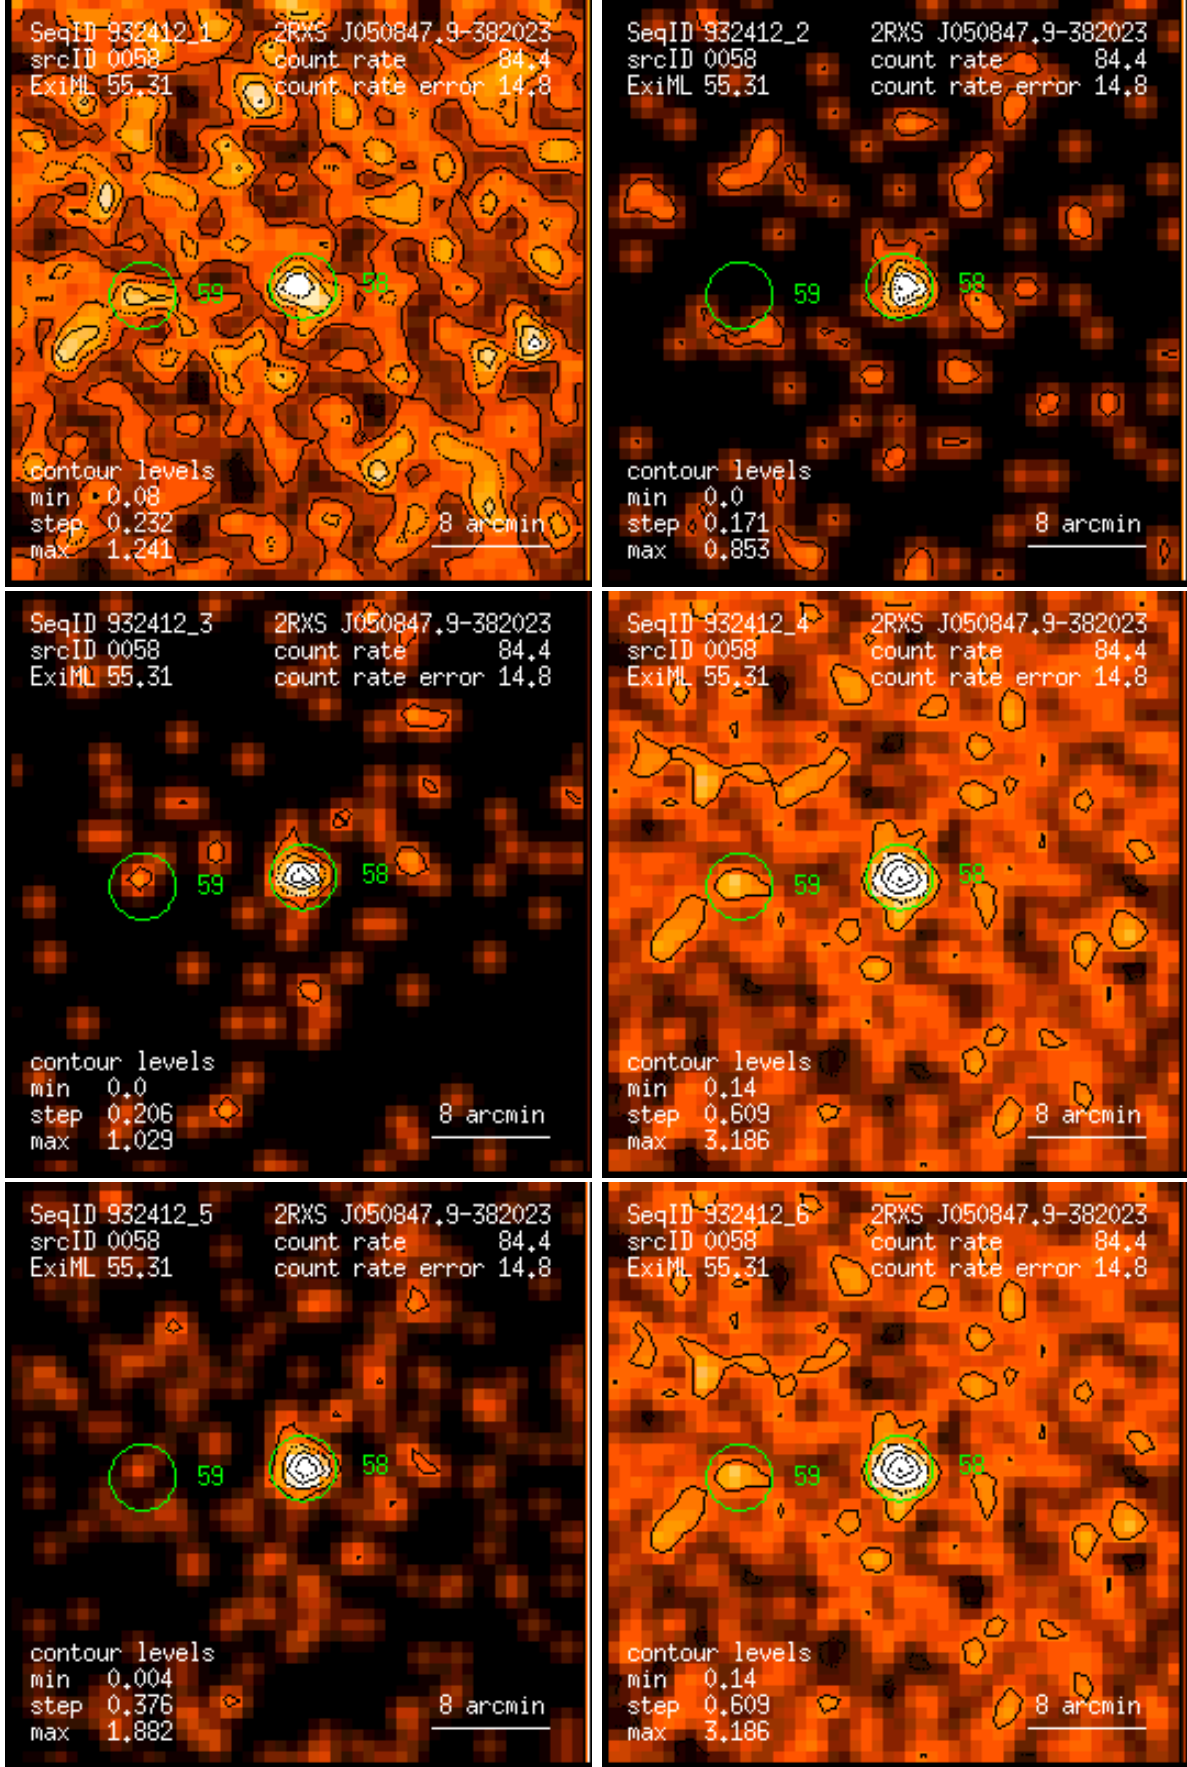 SeqID 932412_1 2RXS J050847.9-382023
srcID 0058 count rate 84.4
ExiML 55.31 count rate error 14.8
59 58
contour levels
min 0.08
step 0.232 8 arcmin
max 1.241
SeqID 932412_2 2RXS J050847.9-382023
srcID 0058 count rate 84.4
ExiML 55.31 count rate error 14.8
59 58
contour levels
min 0.0
step 0.171 8 arcmin
max 0.853
SeqID 932412_3 2RXS J050847.9-382023
srcID 0058 count rate 84.4
ExiML 55.31 count rate error 14.8
59 58
contour levels
min 0.0
step 0.206 8 arcmin
max 1.029
SeqID 932412_4 2RXS J050847.9-382023
srcID 0058 count rate 84.4
ExiML 55.31 count rate error 14.8
59 58
contour levels
min 0.14
step 0.609 8 arcmin
max 3.186
SeqID 932412_5 2RXS J050847.9-382023
srcID 0058 count rate 84.4
ExiML 55.31 count rate error 14.8
59 58
contour levels
min 0.004
step 0.376 8 arcmin
max 1.882
SeqID 932412_6 2RXS J050847.9-382023
srcID 0058 count rate 84.4
ExiML 55.31 count rate error 14.8
59 58
contour levels
min 0.14
step 0.609 8 arcmin
max 3.186